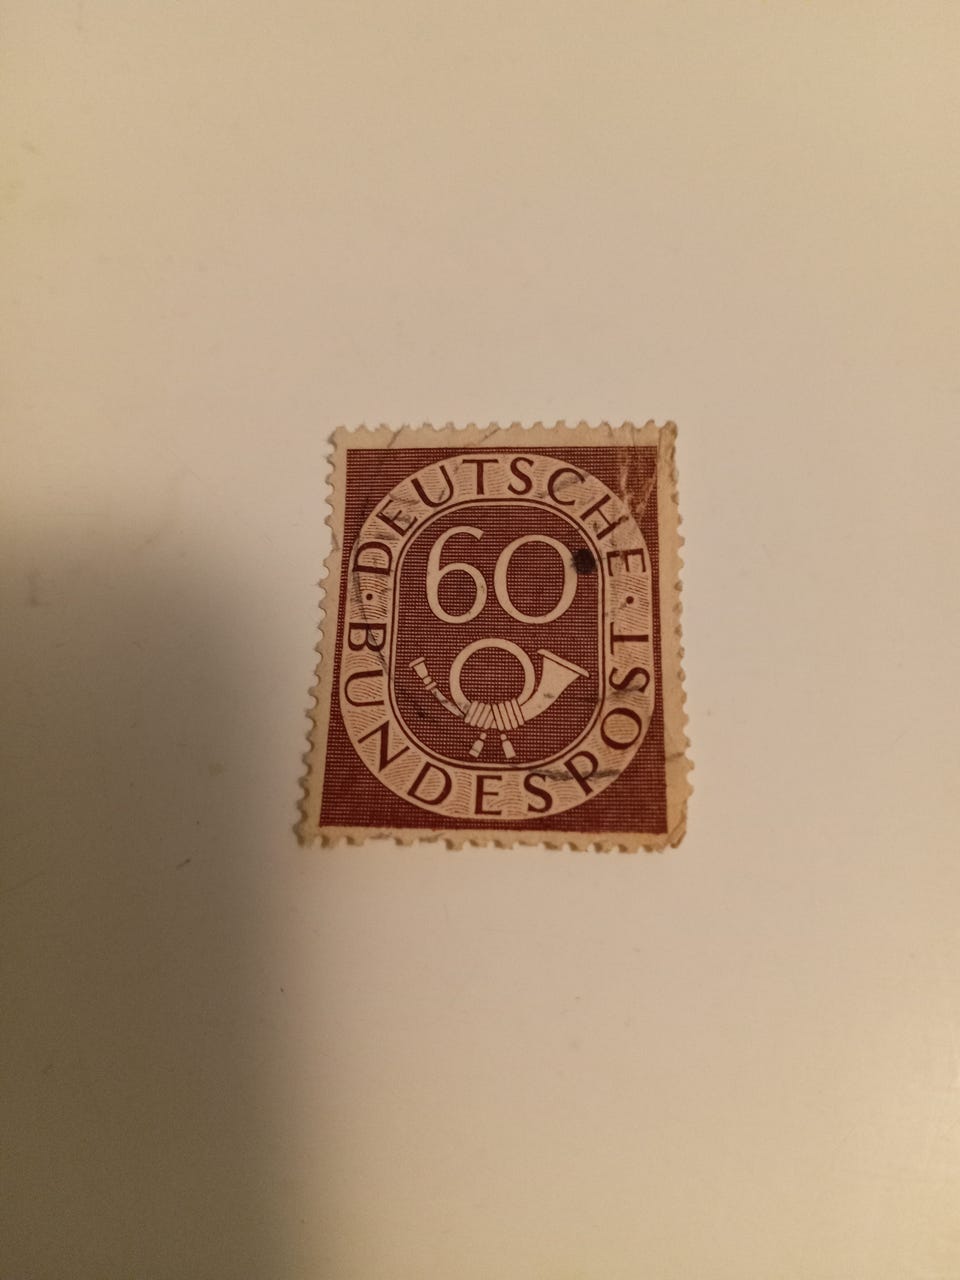 DEUTSCHE
60
· BUNDESPOST ·